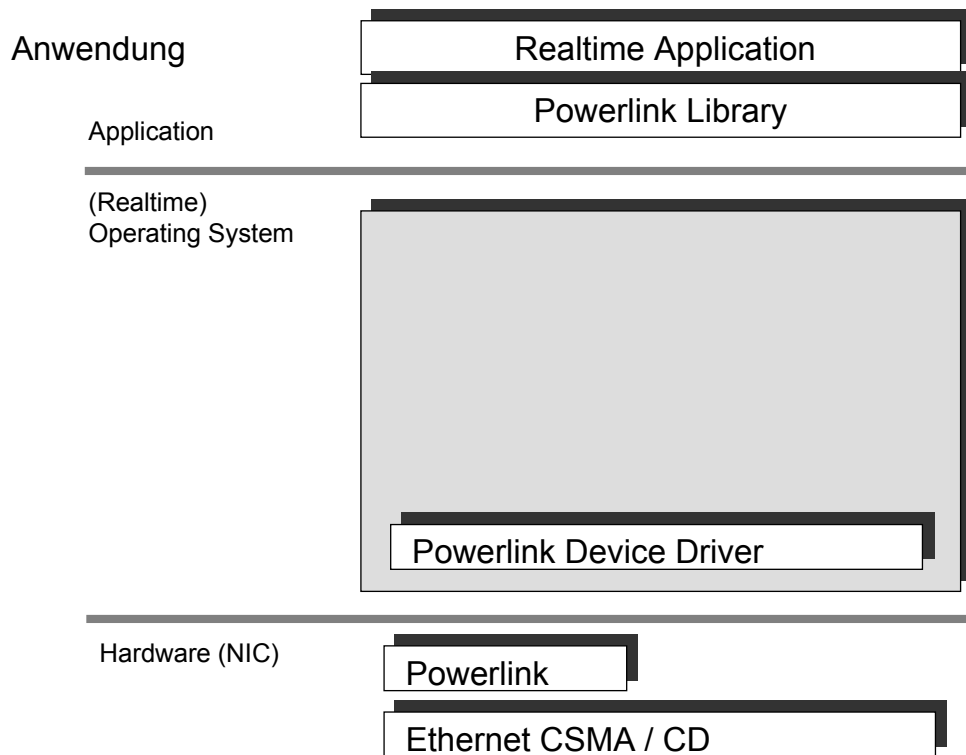 Anwendung
Realtime Application
Powerlink Library
Application
(Realtime)
Operating System
Powerlink Device Driver
Hardware (NIC)
Powerlink
Ethernet CSMA / CD